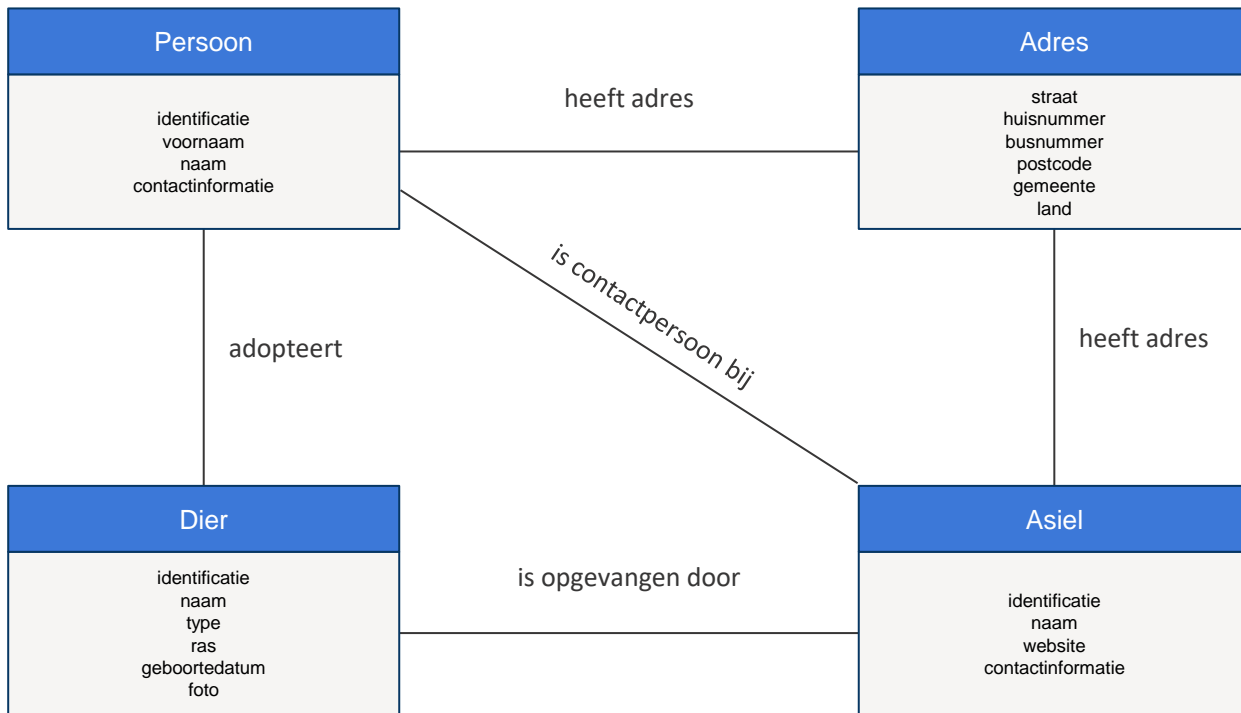 Persoon
identificatie
voornaam
naam
contactinformatie
heeft adres
Adres
straat
huisnummer
busnummer
postcode
gemeente
land
is contactpersoon bij
adopteert
heeft adres
Dier
identificatie
naam
type
ras
geboortedatum
foto
is opgevangen door
Asiel
identificatie
naam
website
contactinformatie